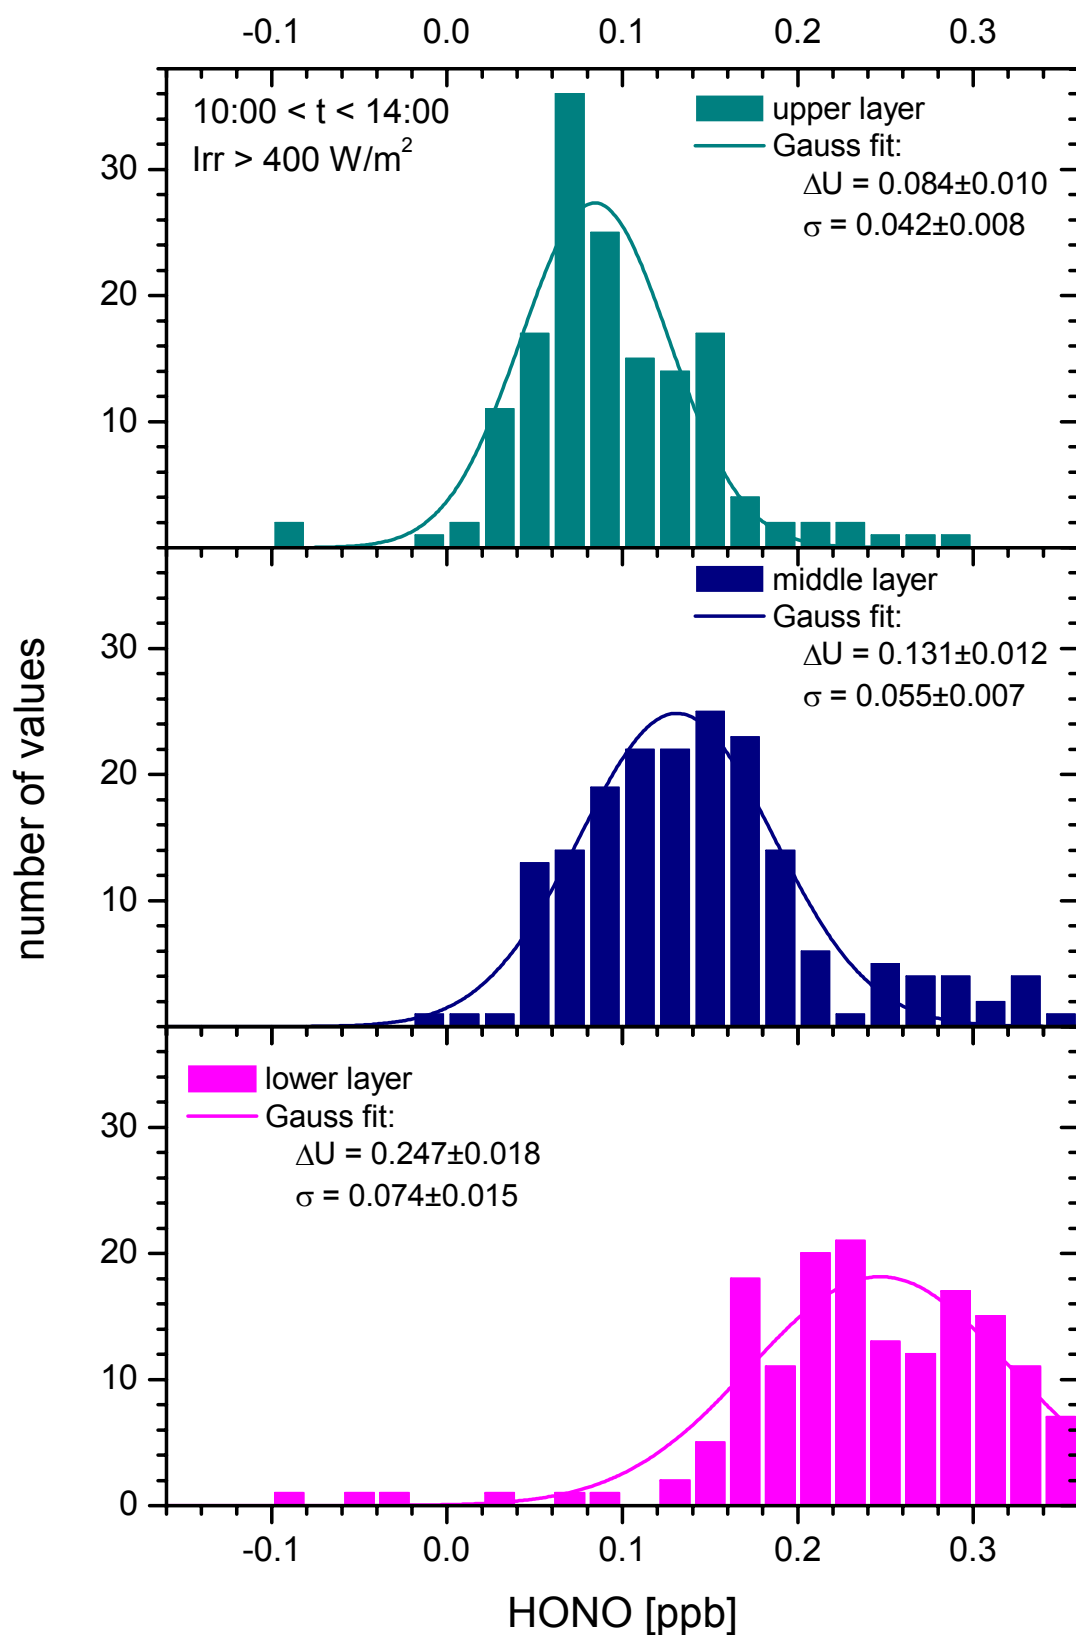 -0.1 0.0 0.1 0.2 0.3
10:00 < t < 14:00
Irr > 400 W/m²
upper layer
Gauss fit:
ΔU = 0.084±0.010
σ = 0.042±0.008
30
20
10
middle layer
Gauss fit:
ΔU = 0.131±0.012
σ = 0.055±0.007
30
20
10
number of values
lower layer
Gauss fit:
ΔU = 0.247±0.018
σ = 0.074±0.015
30
20
10
0
-0.1 0.0 0.1 0.2 0.3
HONO [ppb]